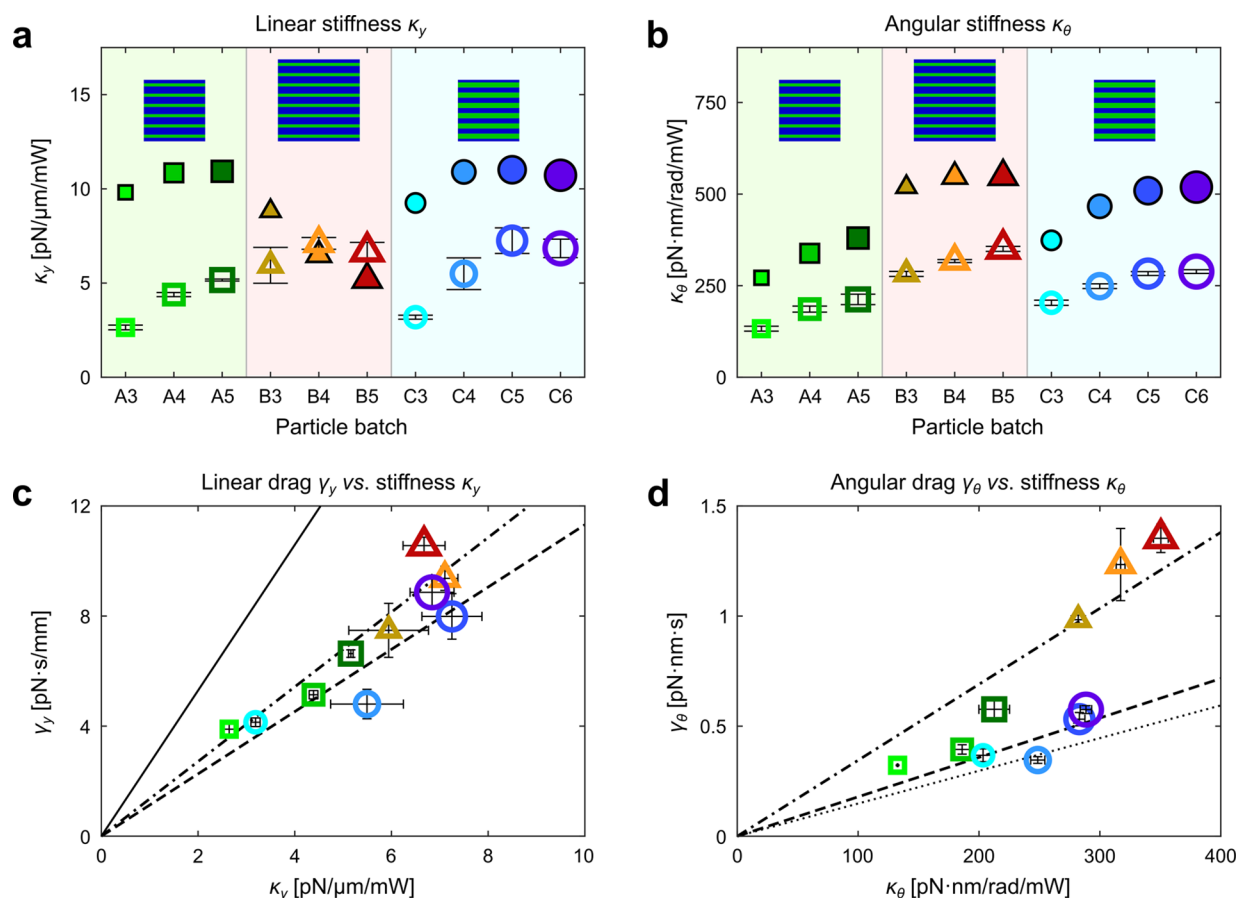 a
Linear stiffness κy
κy [pN/μm/mW]
15
10
5
0
A3 A4 A5 B3 B4 B5 C3 C4 C5 C6
Particle batch
b
Angular stiffness κθ
κθ [pN·nm/rad/mW]
750
500
250
0
A3 A4 A5 B3 B4 B5 C3 C4 C5 C6
Particle batch
c
Linear drag γy vs. stiffness κy
γy [pN·s/mm]
12
8
4
0
0 2 4 6 8 10
κy [pN/μm/mW]
d
Angular drag γθ vs. stiffness κθ
γθ [pN·nm·s]
1.5
1
0.5
0
0 100 200 300 400
κθ [pN·nm/rad/mW]